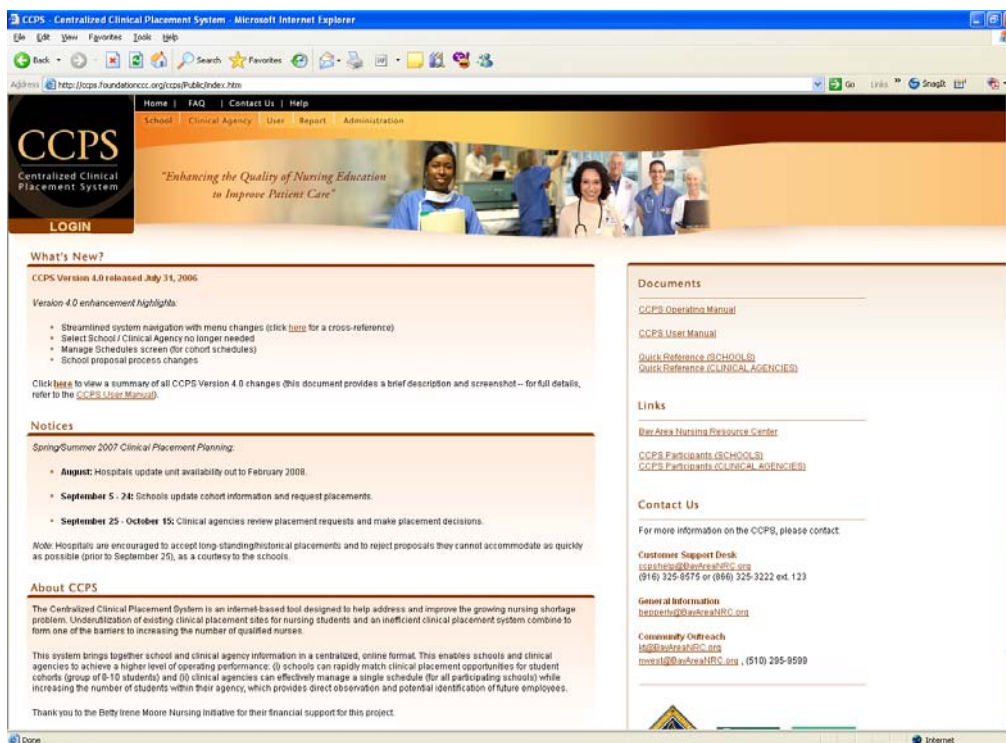 CCPS - Centralized Clinical Placement System - Microsoft Internet Explorer
File Edit View Favorites Tools Help
Back Search Favorites
Address http://ccps.foundationccc.org/ccps/Public/index.htm Go Links SnagIt
Home | FAQ | Contact Us | Help
School Clinical Agency User Report Administration
CCPS
Centralized Clinical
Placement System
LOGIN
"Enhancing the Quality of Nursing Education
to Improve Patient Care"
What's New?
CCPS Version 4.0 released July 31, 2006
Version 4.0 enhancement highlights:
Streamlined system navigation with menu changes (click here for a cross-reference)
Select School / Clinical Agency no longer needed
Manage Schedules screen (for cohort schedules)
School proposal process changes
Click here to view a summary of all CCPS Version 4.0 changes (this document provides a brief description and screenshot -- for full details,
refer to the CCPS User Manual).
Notices
Spring/Summer 2007 Clinical Placement Planning:
August: Hospitals update unit availability out to February 2008.
September 5 - 24: Schools update cohort information and request placements.
September 25 - October 15: Clinical agencies review placement requests and make placement decisions.
Note: Hospitals are encouraged to accept long-standing/historical placements and to reject proposals they cannot accommodate as quickly
as possible (prior to September 25), as a courtesy to the schools.
About CCPS
The Centralized Clinical Placement System is an internet-based tool designed to help address and improve the growing nursing shortage
problem. Underutilization of existing clinical placement sites for nursing students and an inefficient clinical placement system combine to
form one of the barriers to increasing the number of qualified nurses.
This system brings together school and clinical agency information in a centralized, online format. This enables schools and clinical
agencies to achieve a higher level of operating performance; (i) schools can rapidly match clinical placement opportunities for student
cohorts (group of 8-10 students) and (ii) clinical agencies can effectively manage a single schedule (for all participating schools) while
increasing the number of students within their agency, which provides direct observation and potential identification of future employees.
Thank you to the Betty Irene Moore Nursing Initiative for their financial support for this project.
Documents
CCPS Operating Manual
CCPS User Manual
Quick Reference (SCHOOLS)
Quick Reference (CLINICAL AGENCIES)
Links
Bay Area Nursing Resource Center
CCPS Participants (SCHOOLS)
CCPS Participants (CLINICAL AGENCIES)
Contact Us
For more information on the CCPS, please contact:
Customer Support Desk
ccpshelp@BayAreaNRC.org
(916) 325-8575 or (866) 325-3222 ext. 123
General Information
bepperly@BayAreaNRC.org
Community Outreach
kt@BayAreaNRC.org
mwest@BayAreaNRC.org , (510) 295-9599
Done Internet